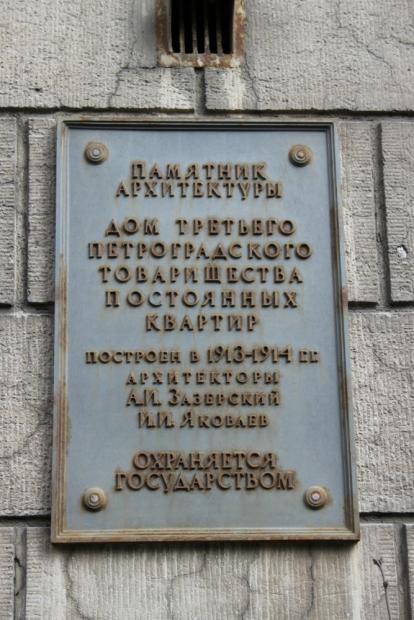 ПАМЯТНИК
АРХИТЕКТУРЫ
ДОМ ТРЕТЬЕГО
ПЕТРОГРАДСКОГО
ТОВАРИЩЕСТВА
ПОСТОЯННЫХ
КВАРТИР
ПОСТРОЕН В 1913-1914 ГГ.
АРХИТЕКТОРЫ
А.И. ЗАЗЕРСКИЙ
И.И. ЯКОВЛЕВ
ОХРАНЯЕТСЯ
ГОСУДАРСТВОМ